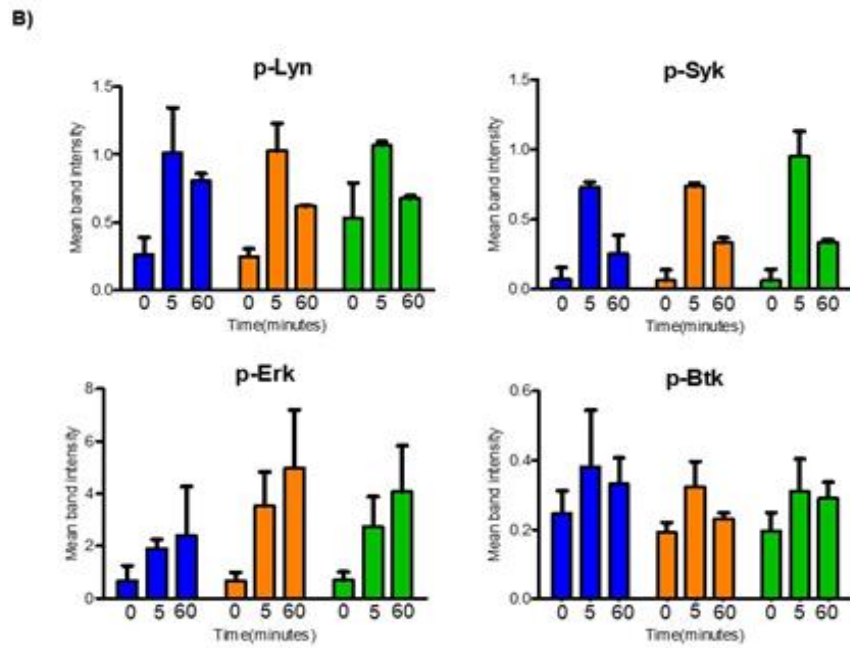 B)
p-Lyn
Mean band intensity
1.5
1.0
0.5
0.0
0 5 60 0 5 60 0 5 60
Time(minutes)
p-Syk
Mean band intensity
1.5
1.0
0.5
0.0
0 5 60 0 5 60 0 5 60
Time(minutes)
p-Erk
Mean band intensity
8
6
4
2
0
0 5 60 0 5 60 0 5 60
Time(minutes)
p-Btk
Mean band intensity
0.6
0.4
0.2
0.0
0 5 60 0 5 60 0 5 60
Time(minutes)